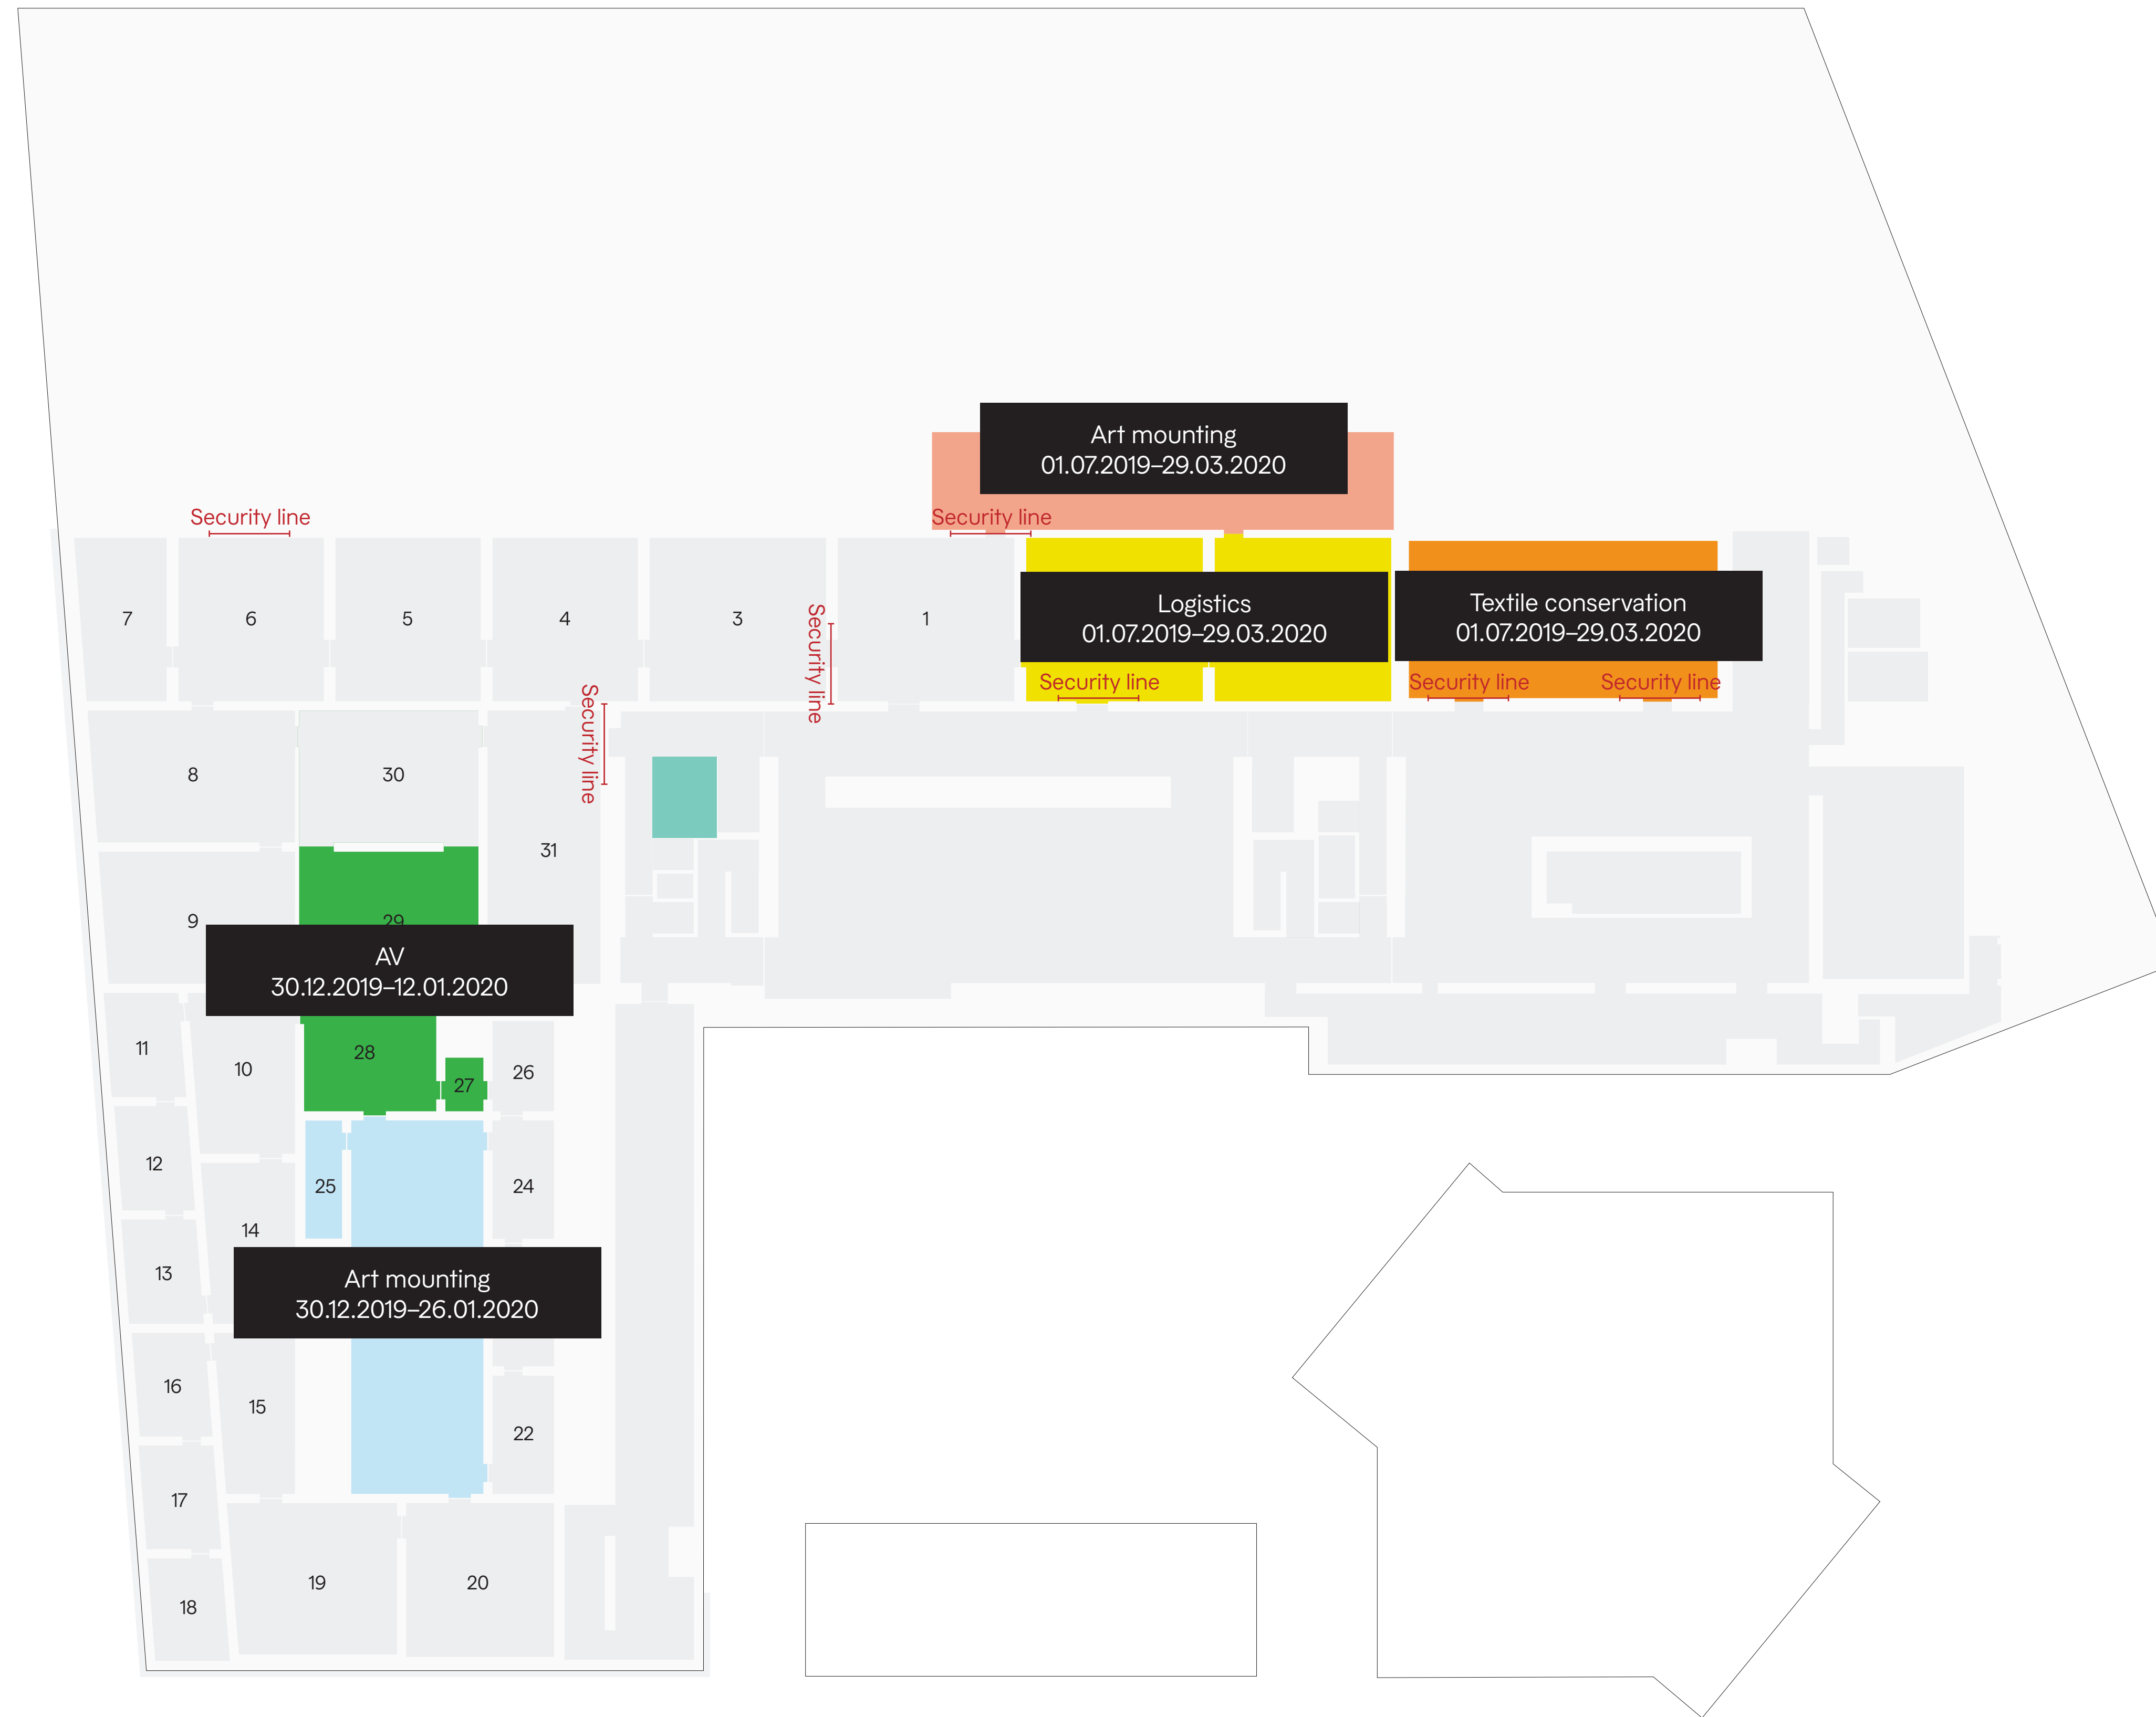 Art mounting
01.07.2019–29.03.2020
Security line
Security line
7
6
5
4
3
1
Security line
Logistics
01.07.2019–29.03.2020
Textile conservation
01.07.2019–29.03.2020
Security line
Security line
Security line
Security line
8
30
31
9
29
AV
30.12.2019–12.01.2020
11
10
28
27
26
12
25
24
14
13
Art mounting
30.12.2019–26.01.2020
16
15
22
17
19
20
18